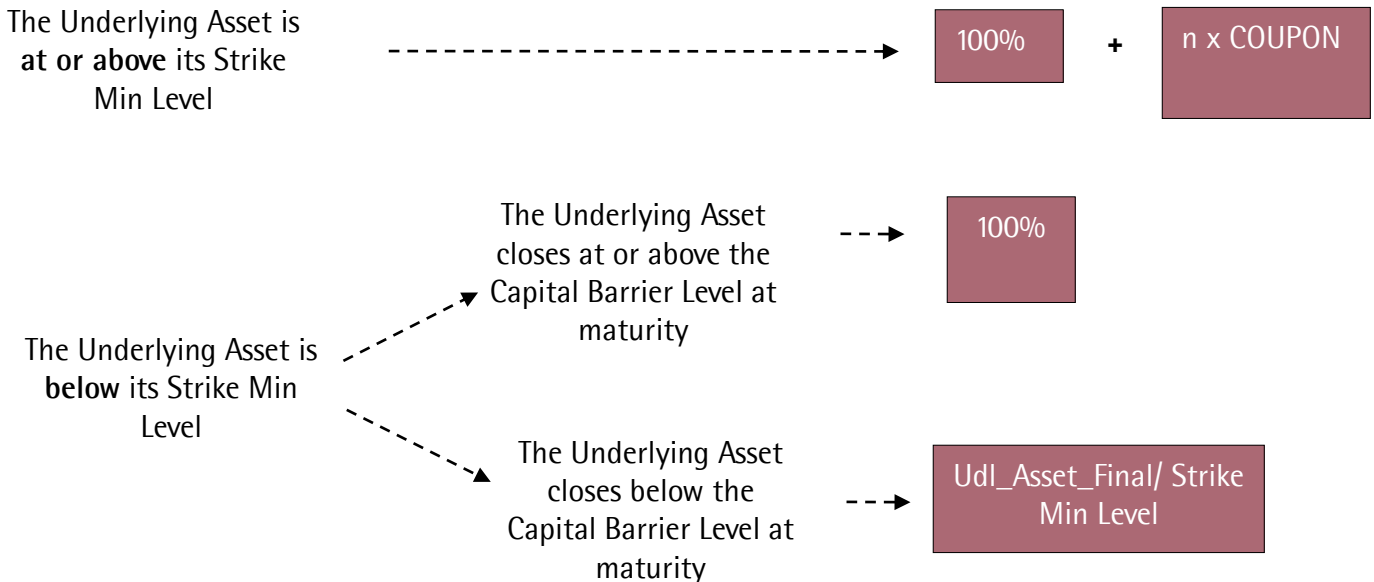 The Underlying Asset is
at or above its Strike
Min Level
100%
+
n x COUPON
The Underlying Asset
closes at or above the
Capital Barrier Level at
maturity
100%
The Underlying Asset is
below its Strike Min
Level
The Underlying Asset
closes below the
Capital Barrier Level at
maturity
Udl_Asset_Final/ Strike
Min Level